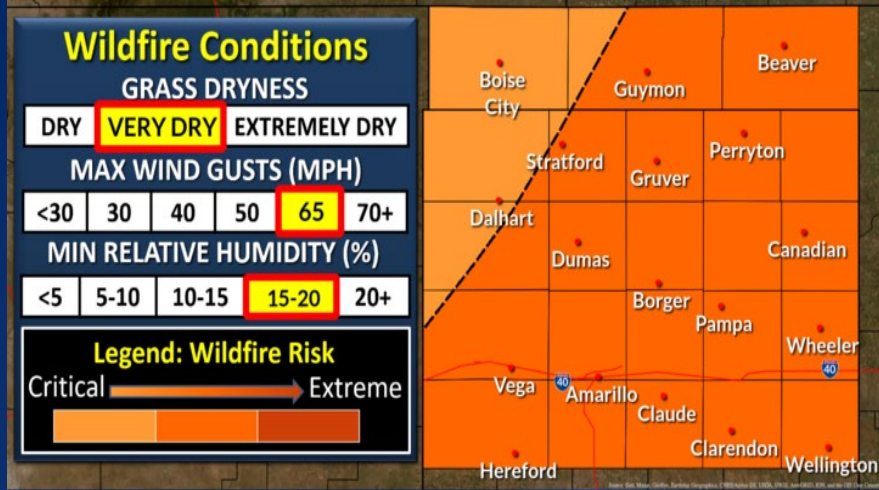 Wildfire Conditions
GRASS DRYNESS
DRY VERY DRY EXTREMELY DRY
MAX WIND GUSTS (MPH)
<30 30 40 50 65 70+
MIN RELATIVE HUMIDITY (%)
<5 5-10 10-15 15-20 20+
Legend: Wildfire Risk
Critical Extreme
Boise
City
Guymon
Beaver
Stratford
Gruver
Perryton
Dalhart
Dumas
Canadian
Borger
Pampa
Wheeler
Vega
40
Amarillo
40
Claude
Clarendon
Hereford
Wellington